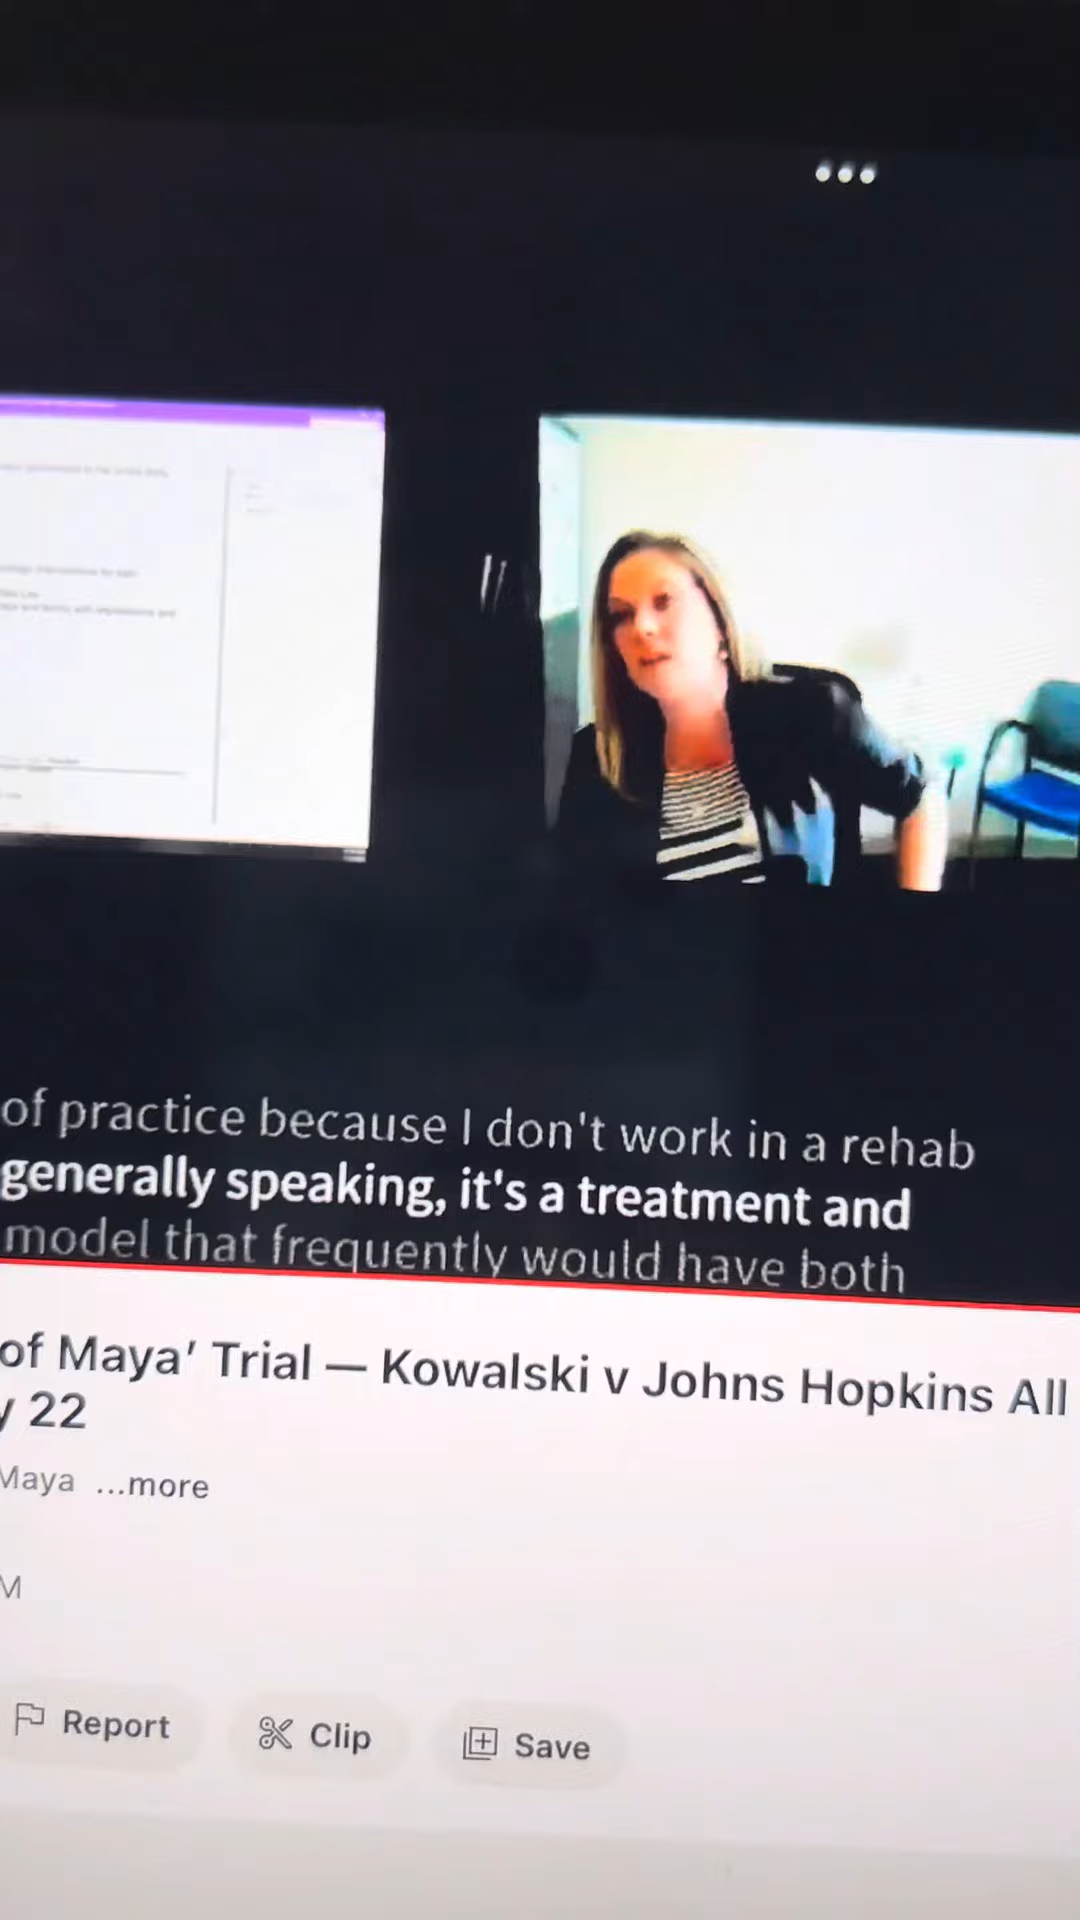 of practice because I don't work in a rehab
generally speaking, it's a treatment and
model that frequently would have both
of Maya' Trial — Kowalski v Johns Hopkins All
y 22
Maya ...more
M
Report
Clip
Save